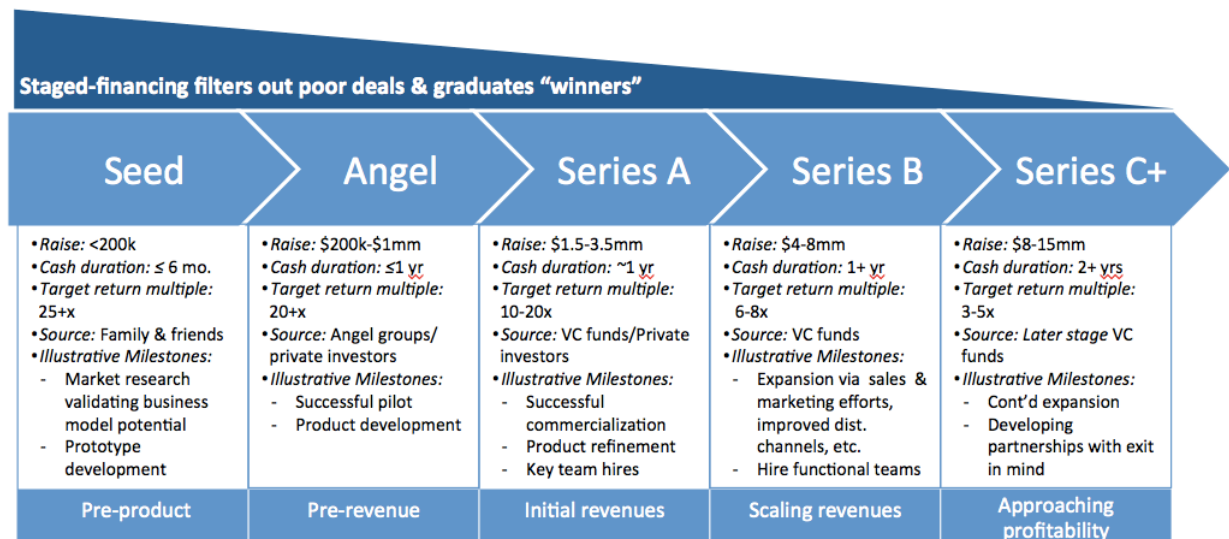 Staged-financing filters out poor deals & graduates “winners”
Seed
Angel
Series A
Series B
Series C+
•Raise: <200k
•Cash duration: ≤ 6 mo.
•Target return multiple:
25+x
•Source: Family & friends
•Illustrative Milestones:
- Market research
validating business
model potential
- Prototype
development
•Raise: $200k-$1mm
•Cash duration: ≤1 yr
•Target return multiple:
20+x
•Source: Angel groups/
private investors
•Illustrative Milestones:
- Successful pilot
- Product development
•Raise: $1.5-3.5mm
•Cash duration: ~1 yr
•Target return multiple:
10-20x
•Source: VC funds/Private
investors
•Illustrative Milestones:
- Successful
commercialization
- Product refinement
- Key team hires
•Raise: $4-8mm
•Cash duration: 1+ yr
•Target return multiple:
6-8x
•Source: VC funds
•Illustrative Milestones:
- Expansion via sales &
marketing efforts,
improved dist.
channels, etc.
- Hire functional teams
•Raise: $8-15mm
•Cash duration: 2+ yrs
•Target return multiple:
3-5x
•Source: Later stage VC
funds
•Illustrative Milestones:
- Cont’d expansion
- Developing
partnerships with exit
in mind
Pre-product
Pre-revenue
Initial revenues
Scaling revenues
Approaching
profitability